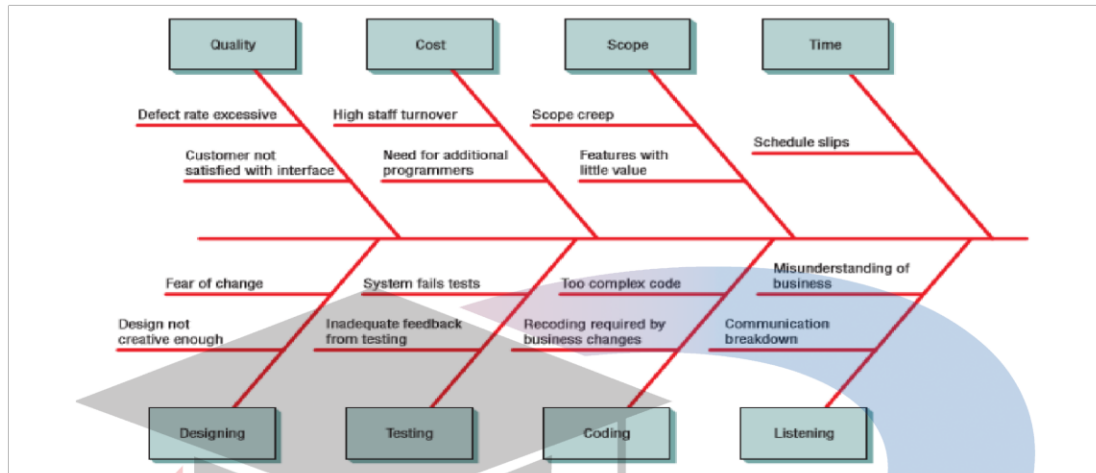 Quality
Cost
Scope
Time
Defect rate excessive
High staff turnover
Scope creep
Schedule slips
Customer not
satisfied with interface
Need for additional
programmers
Features with
little value
Fear of change
System fails tests
Too complex code
Misunderstanding of
business
Design not
creative enough
Inadequate feedback
from testing
Recoding required by
business changes
Communication
breakdown
Designing
Testing
Coding
Listening